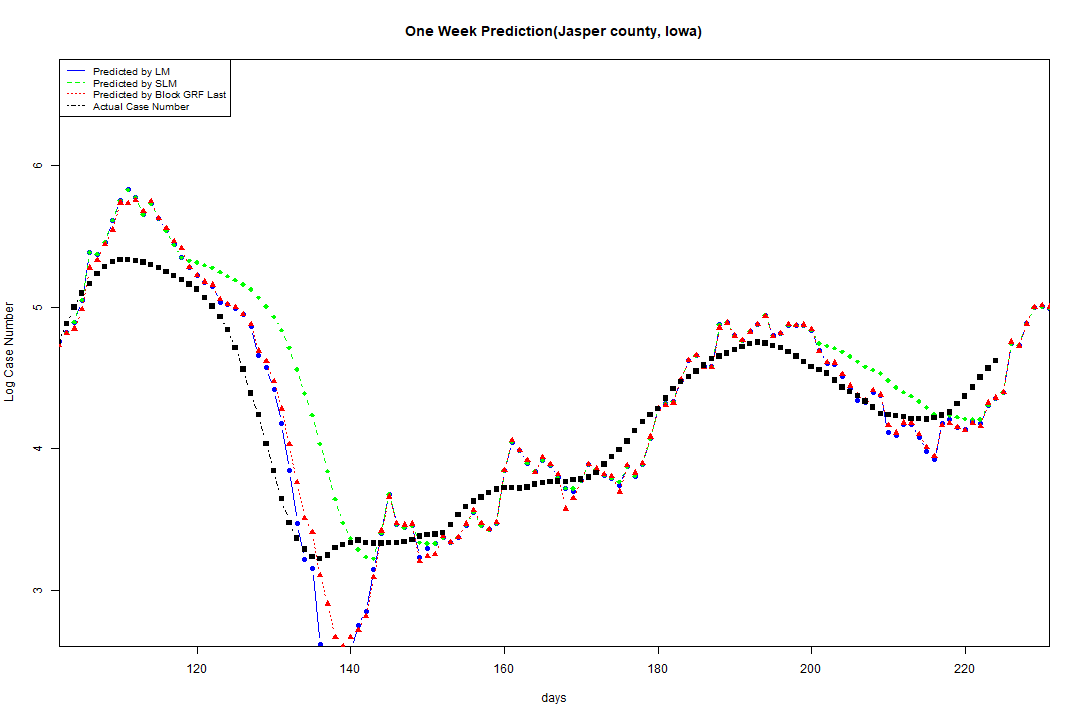 One Week Prediction(Jasper county, Iowa)
Predicted by LM
Predicted by SLM
Predicted by Block GRF Last
Actual Case Number
Log Case Number
6
5
4
3
120 140 160 180 200 220
days